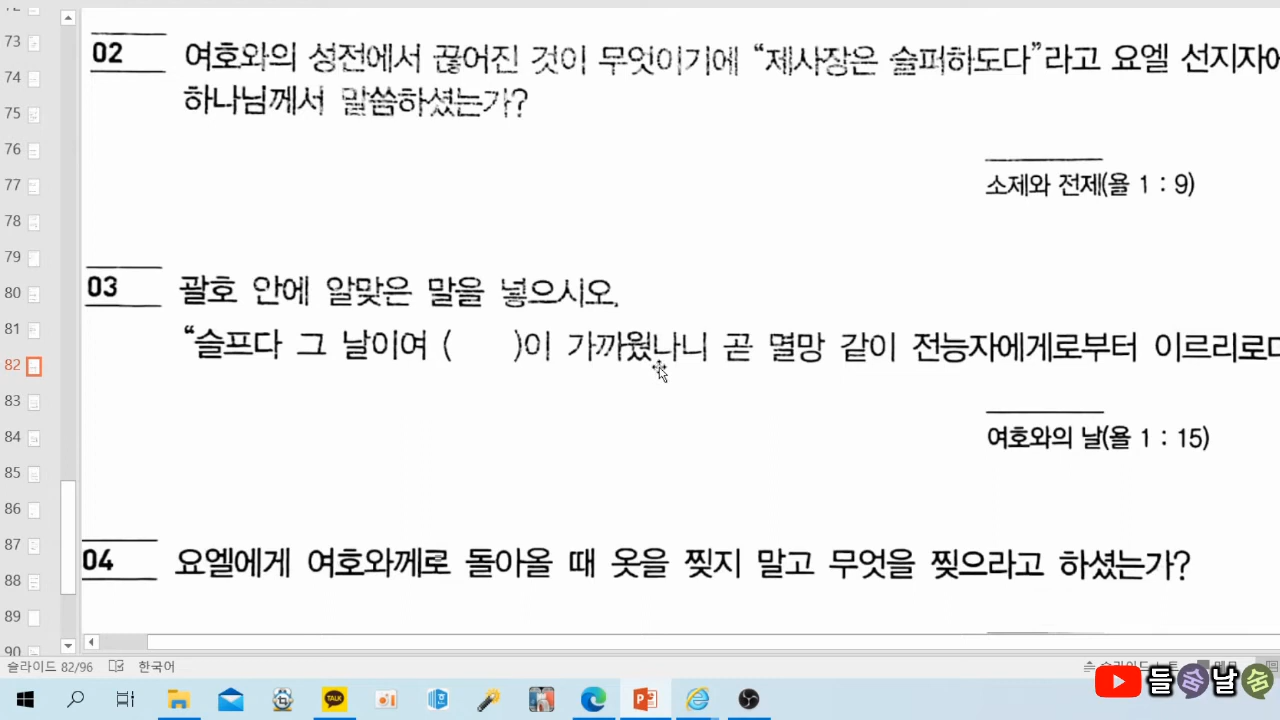 73
74
75
76
77
78
79
80
81
82
83
84
85
86
87
88
89
90
02 여호와의 성전에서 끊어진 것이 무엇이기에 “제사장은 슬퍼하도다”라고 요엘 선지자에
하나님께서 말씀하셨는가?
소제와 전제(욜 1 : 9)
03 괄호 안에 알맞은 말을 넣으시오.
“슬프다 그 날이여 ( )이 가까웠나니 곧 멸망 같이 전능자에게로부터 이르리로다
여호와의 날(욜 1 : 15)
04 요엘에게 여호와께로 돌아올 때 옷을 찢지 말고 무엇을 찢으라고 하셨는가?
슬라이드 82/96 한국어
TALK
들숨날숨